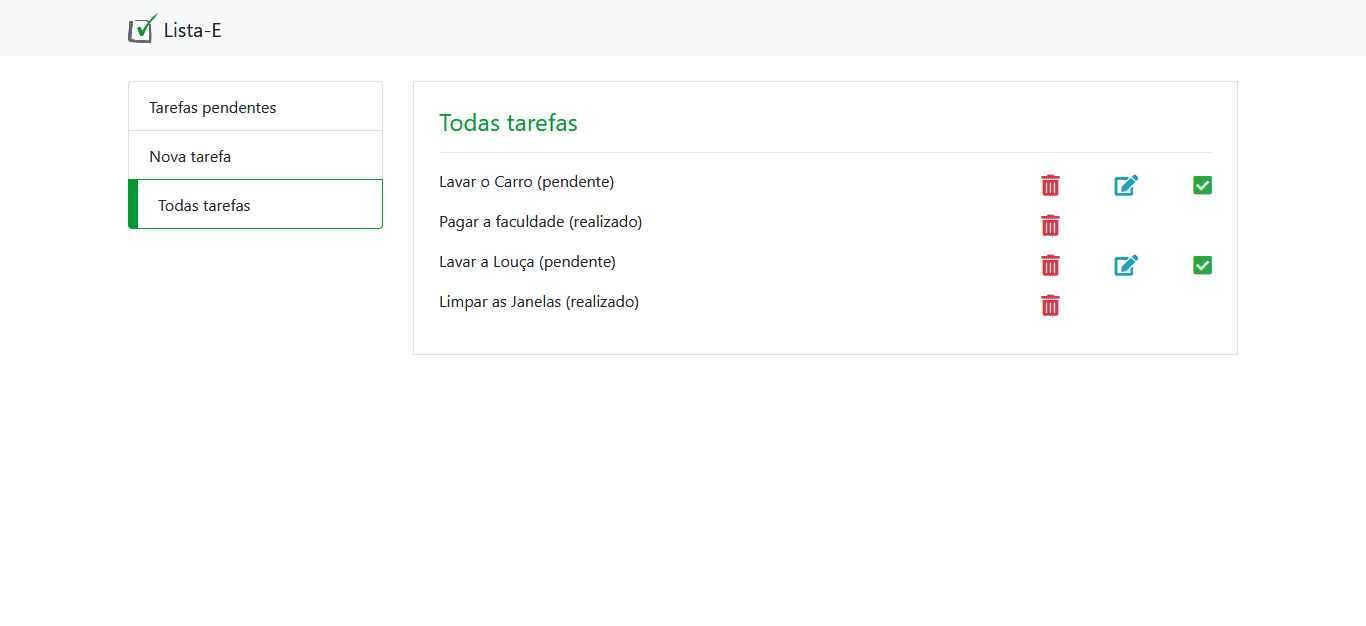 Lista-E
Tarefas pendentes
Nova tarefa
Todas tarefas
Todas tarefas
Lavar o Carro (pendente)
Pagar a faculdade (realizado)
Lavar a Louça (pendente)
Limpar as Janelas (realizado)